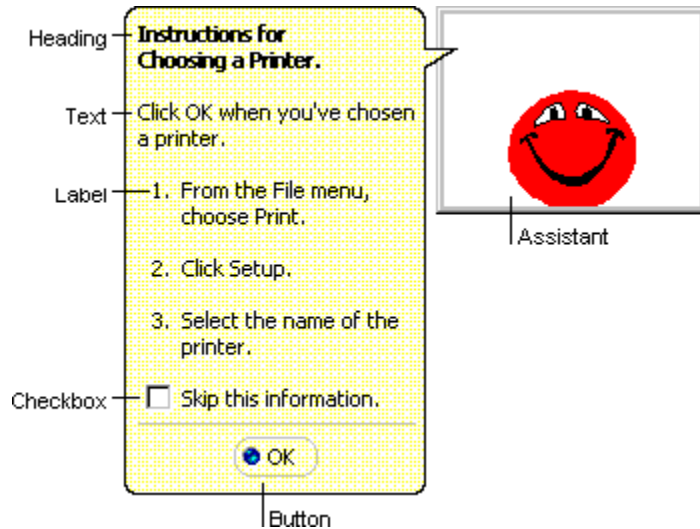 Heading
Instructions for
Choosing a Printer.
Text
Click OK when you've chosen
a printer.
Label
1. From the File menu,
choose Print.
2. Click Setup.
3. Select the name of the
printer.
Checkbox
Skip this information.
OK
Button
Assistant